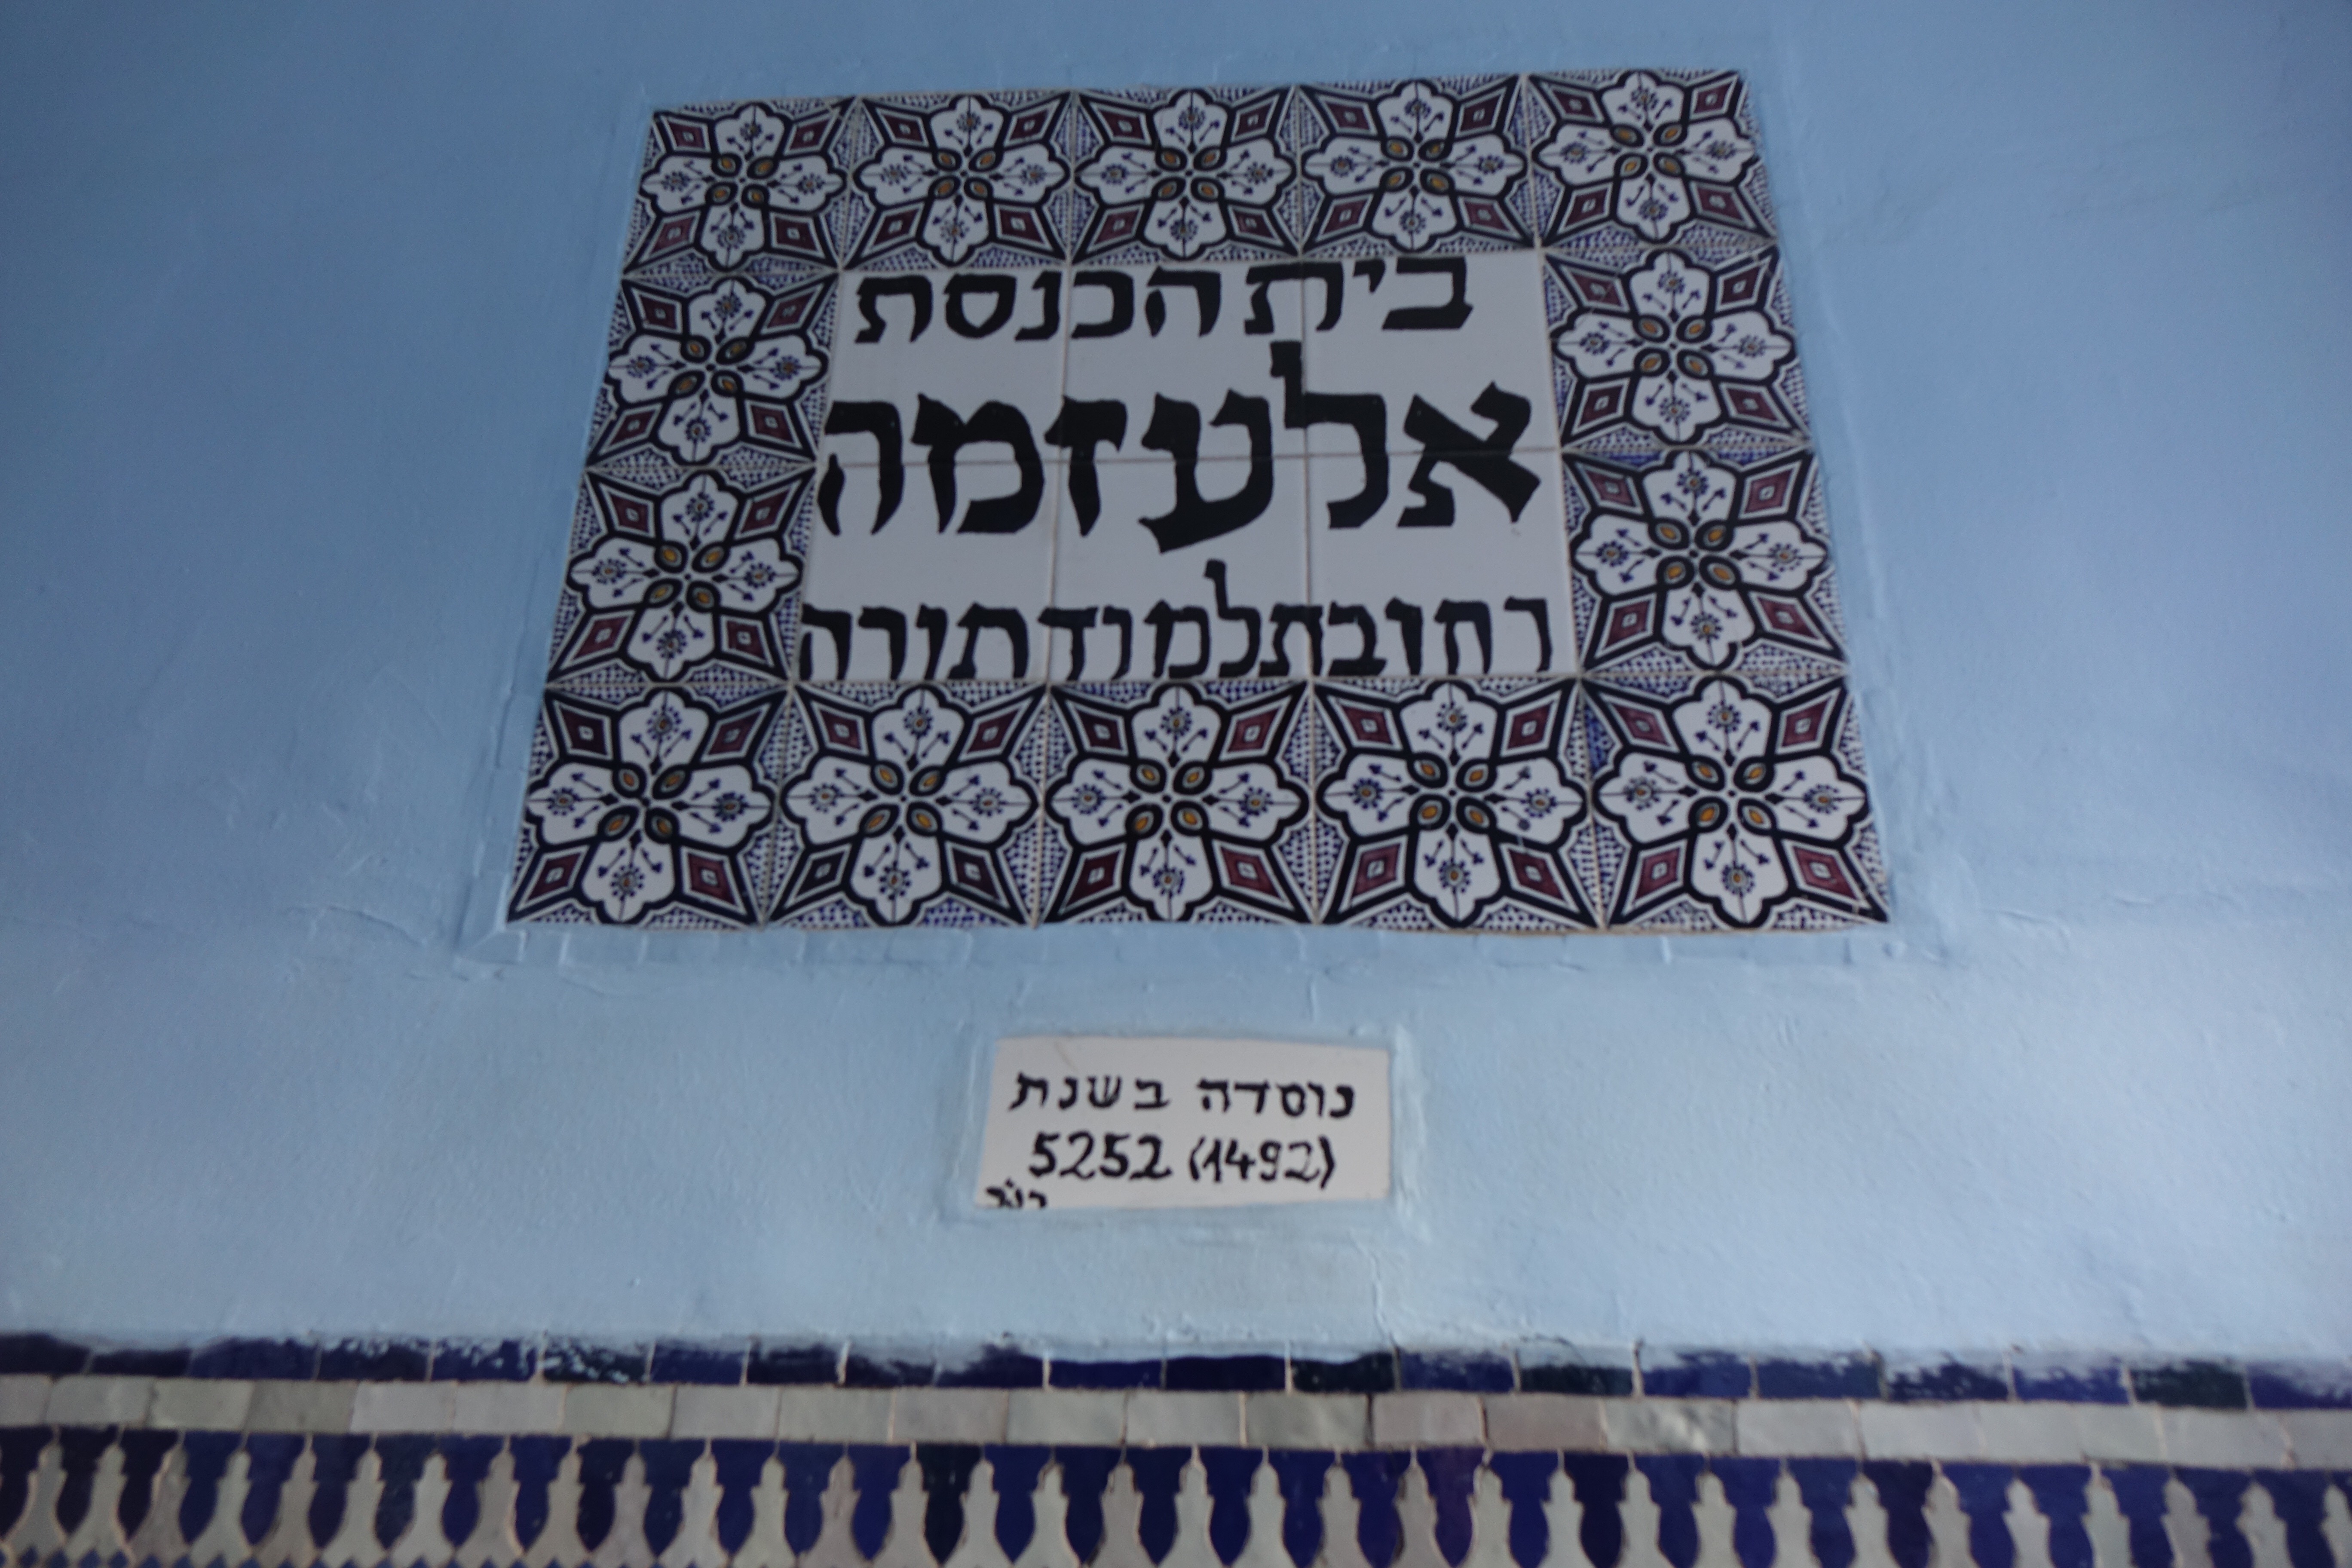 בית הכנסת
אלעזמה
רחוב תלמוד תורה
נוסדה בשנת
5252 (1492)